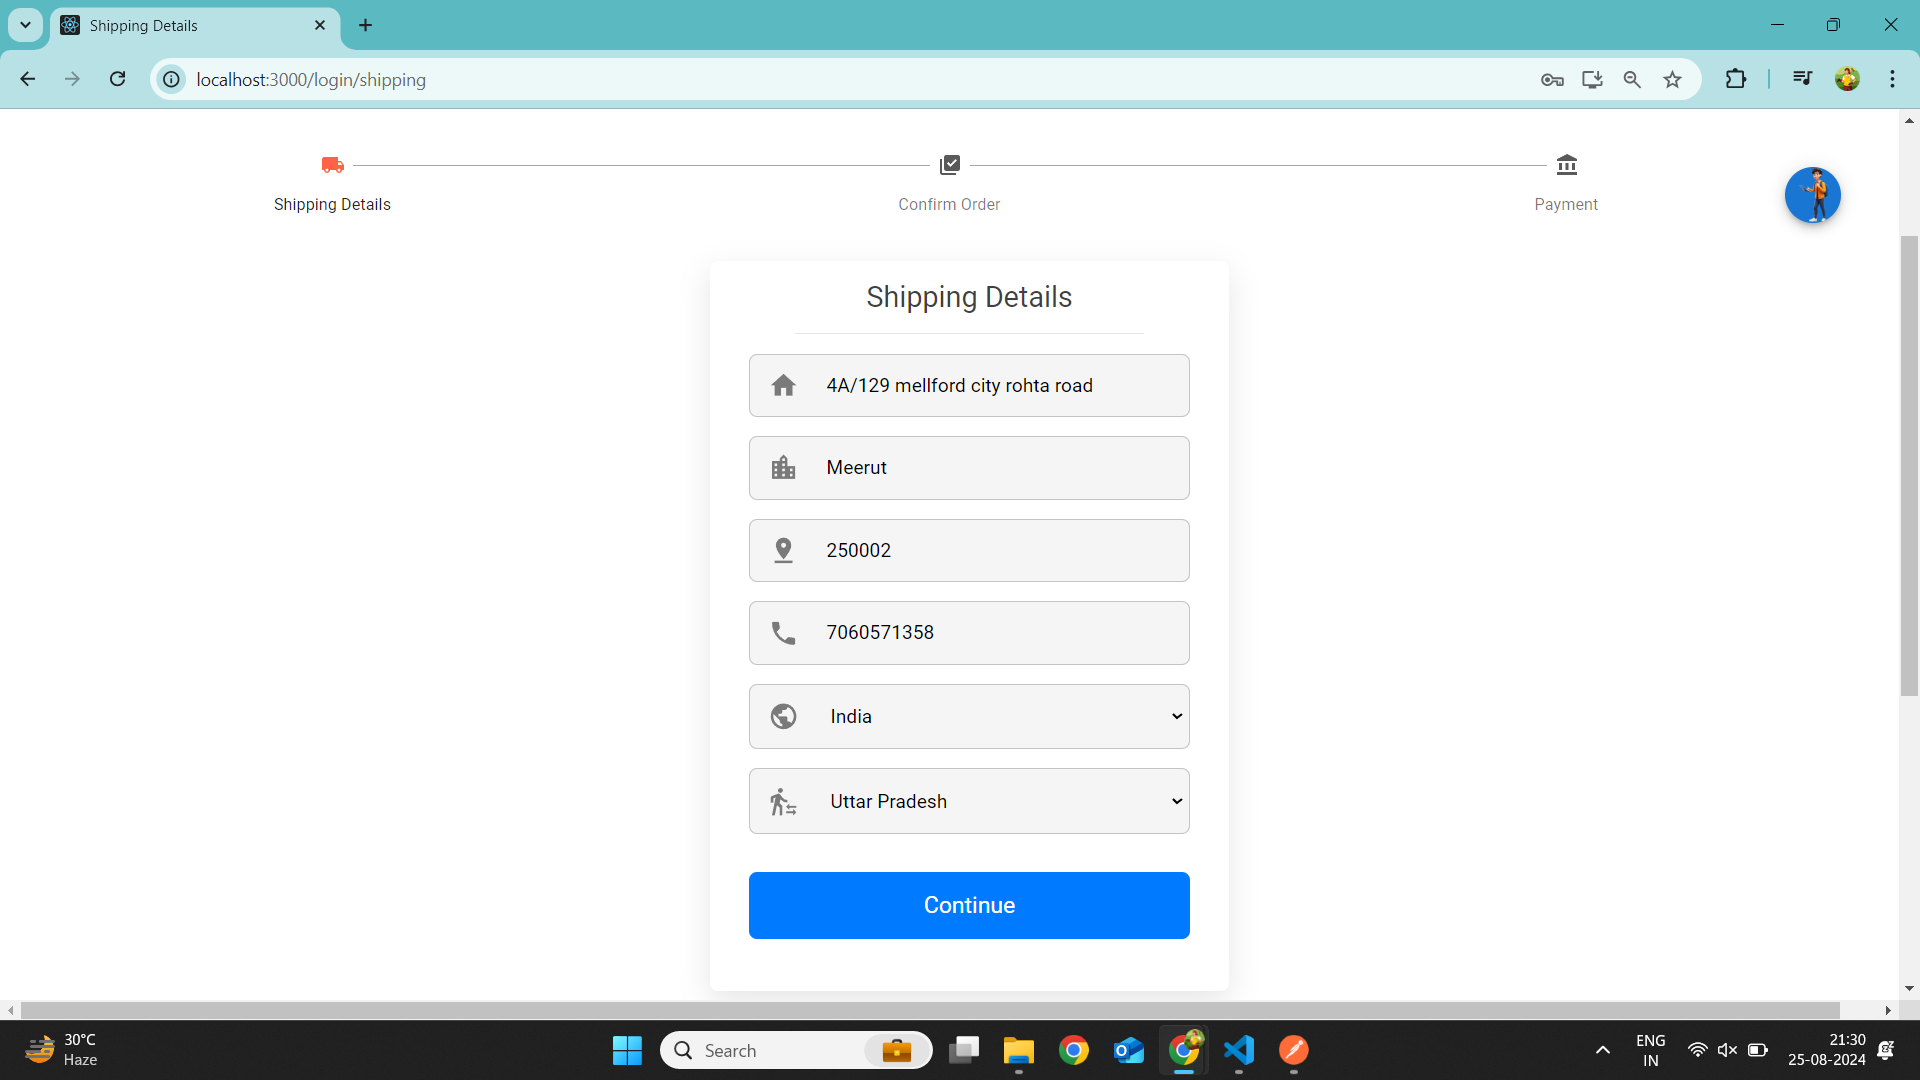 Shipping Details
localhost:3000/login/shipping
Shipping Details
Confirm Order
Payment
Shipping Details
4A/129 mellford city rohta road
Meerut
250002
7060571358
India
Uttar Pradesh
Continue
30°C
Haze
Search
ENG
IN
21:30
25-08-2024